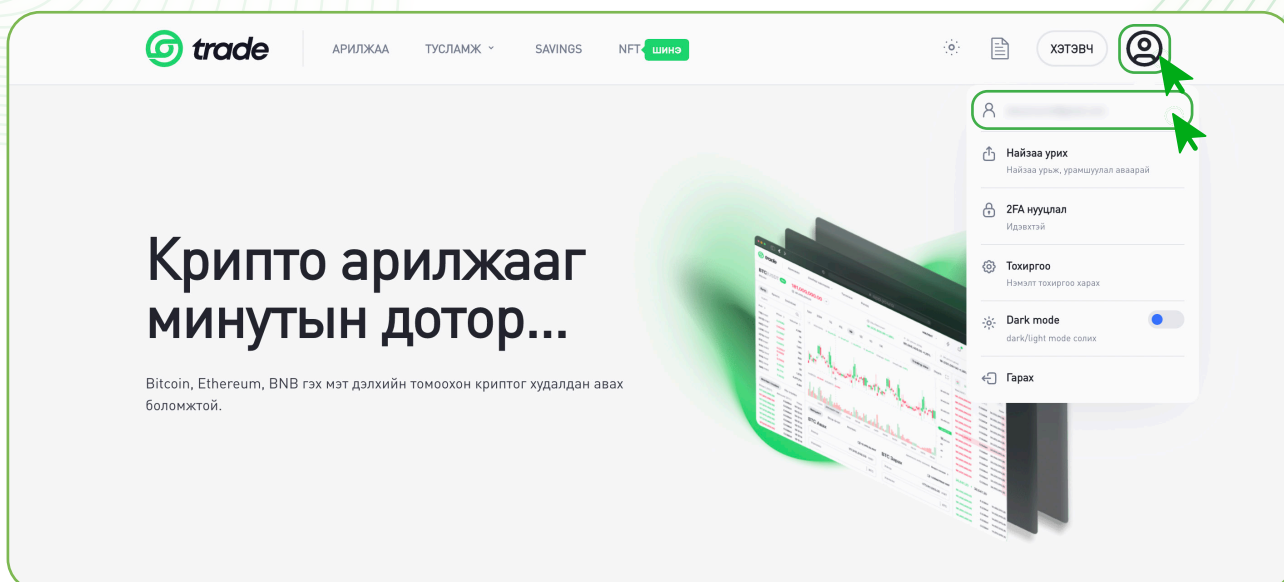 trade
АРИЛЖАА
ТУСЛАМЖ
SAVINGS
NFT
шинэ
ХЭТЭВЧ
Найзаа урих
Найзаа урьж, урамшуулал аваарай
2FA нууцлал
Идэвхтэй
Тохиргоо
Нэмэлт тохиргоо харах
Dark mode
dark/light mode солих
Гарах
Крипто арилжааг
минутын дотор...
Bitcoin, Ethereum, BNB гэх мэт дэлхийн томоохон криптог худалдан авах
боломжтой.
trade